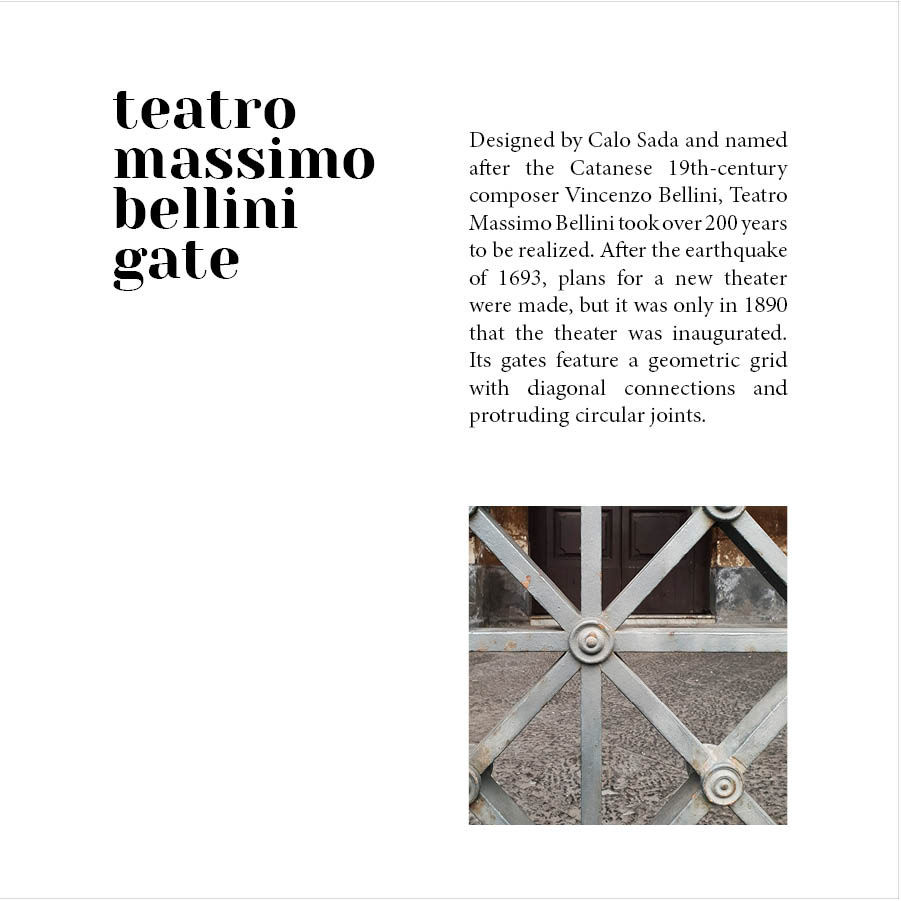 teatro
massimo
bellini
gate
Designed by Calo Sada and named
after the Catanese 19th-century
composer Vincenzo Bellini, Teatro
Massimo Bellini took over 200 years
to be realized. After the earthquake
of 1693, plans for a new theater
were made, but it was only in 1890
that the theater was inaugurated.
Its gates feature a geometric grid
with diagonal connections and
protruding circular joints.